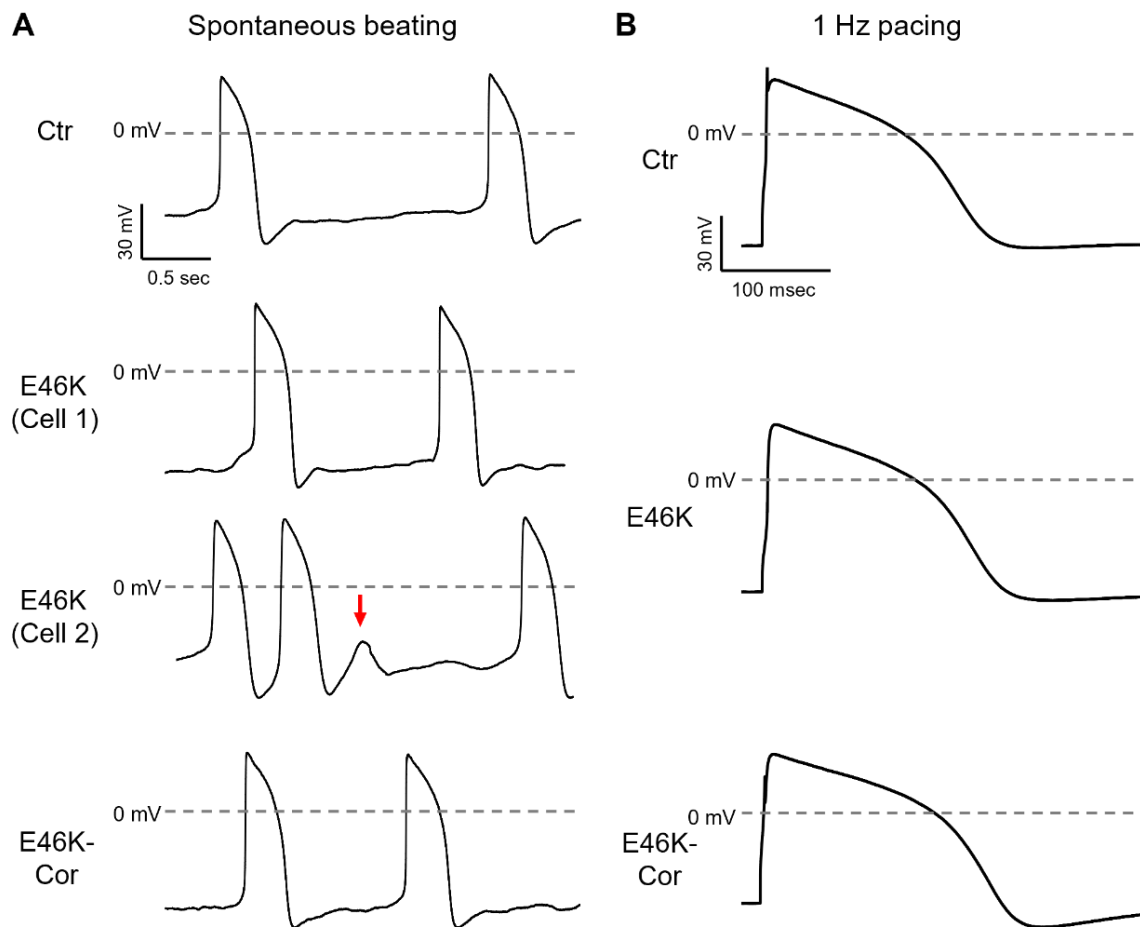 A
Spontaneous beating
Ctr
0 mV
30 mV
0.5 sec
E46K
(Cell 1)
0 mV
E46K
(Cell 2)
0 mV
E46K-
Cor
0 mV
B
1 Hz pacing
Ctr
0 mV
30 mV
100 msec
E46K
0 mV
E46K-
Cor
0 mV